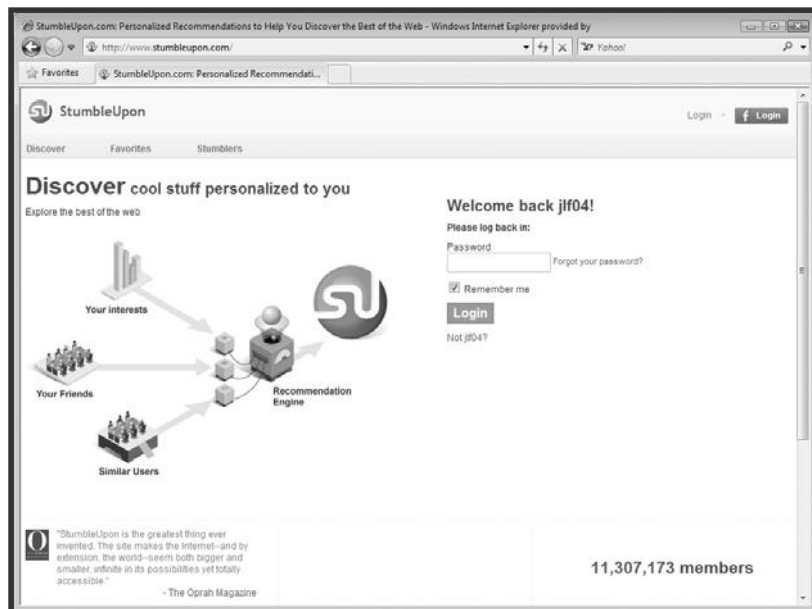 StumbleUpon.com: Personalized Recommendations to Help You Discover the Best of the Web - Windows Internet Explorer provided by
http://www.stumbleupon.com/
Yahoo!
Favorites
StumbleUpon.com: Personalized Recommendati...
StumbleUpon
Login
f Login
Discover
Favorites
Stumblers
Discover cool stuff personalized to you
Explore the best of the web
Welcome back jlf04!
Please log back in:
Password
Forgot your password?
Remember me
Login
Not jlf04?
Your interests
Your Friends
Similar Users
Recommendation
Engine
"StumbleUpon is the greatest thing ever
invented. The site makes the Internet--and by
extension, the world--seem both bigger and
smaller, infinite in its possibilities yet totally
accessible."
- The Oprah Magazine
11,307,173 members